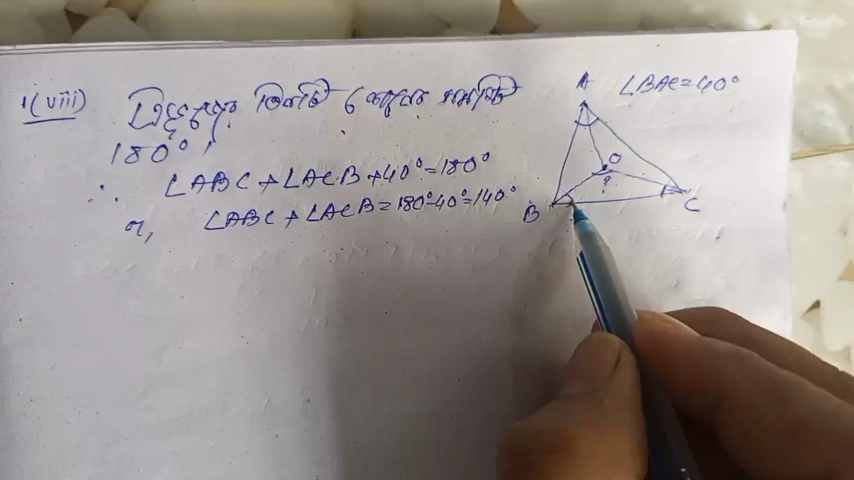 1(viii) ত্রিভুজের তিনটি কোণের সমষ্টি
180°।
∴ ∠ABC+∠ACB+40°=180°
বা, ∠ABC+∠ACB=180°-40°=140°
A ∠BAC=40°
O
?
B
C